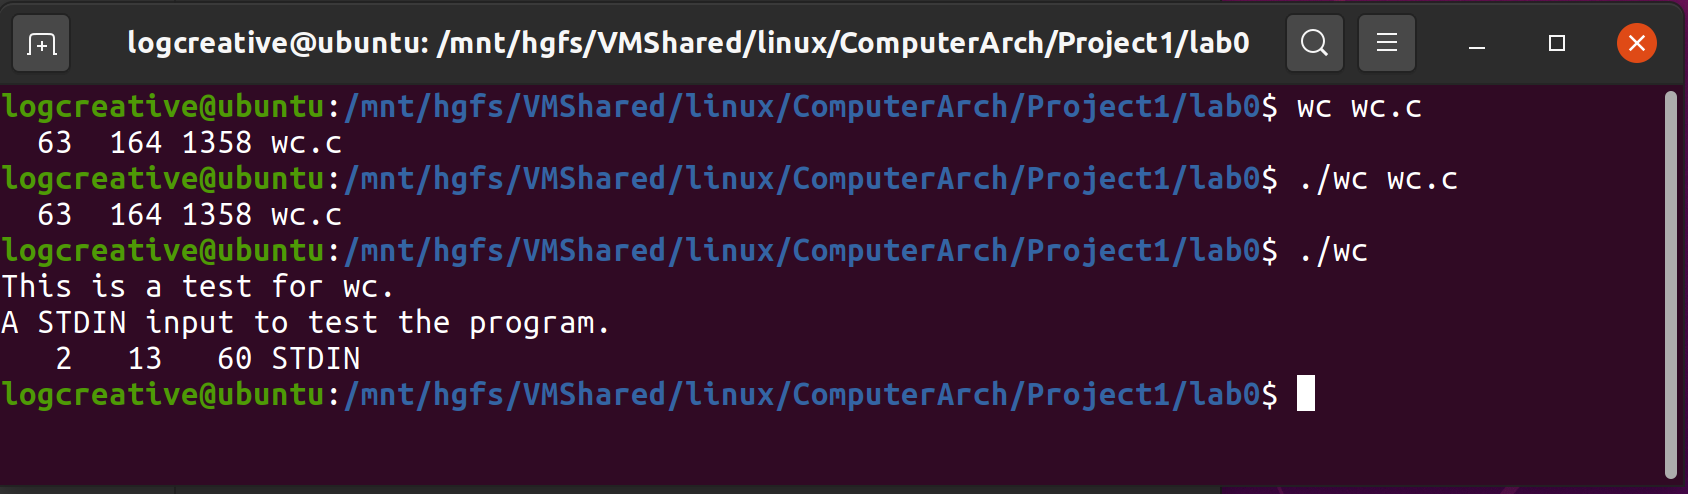 logcreative@ubuntu: /mnt/hgfs/VMShared/linux/ComputerArch/Project1/lab0
logcreative@ubuntu:/mnt/hgfs/VMShared/linux/ComputerArch/Project1/lab0$ wc wc.c
  63  164 1358 wc.c
logcreative@ubuntu:/mnt/hgfs/VMShared/linux/ComputerArch/Project1/lab0$ ./wc wc.c
  63  164 1358 wc.c
logcreative@ubuntu:/mnt/hgfs/VMShared/linux/ComputerArch/Project1/lab0$ ./wc
This is a test for wc.
A STDIN input to test the program.
   2   13   60 STDIN
logcreative@ubuntu:/mnt/hgfs/VMShared/linux/ComputerArch/Project1/lab0$